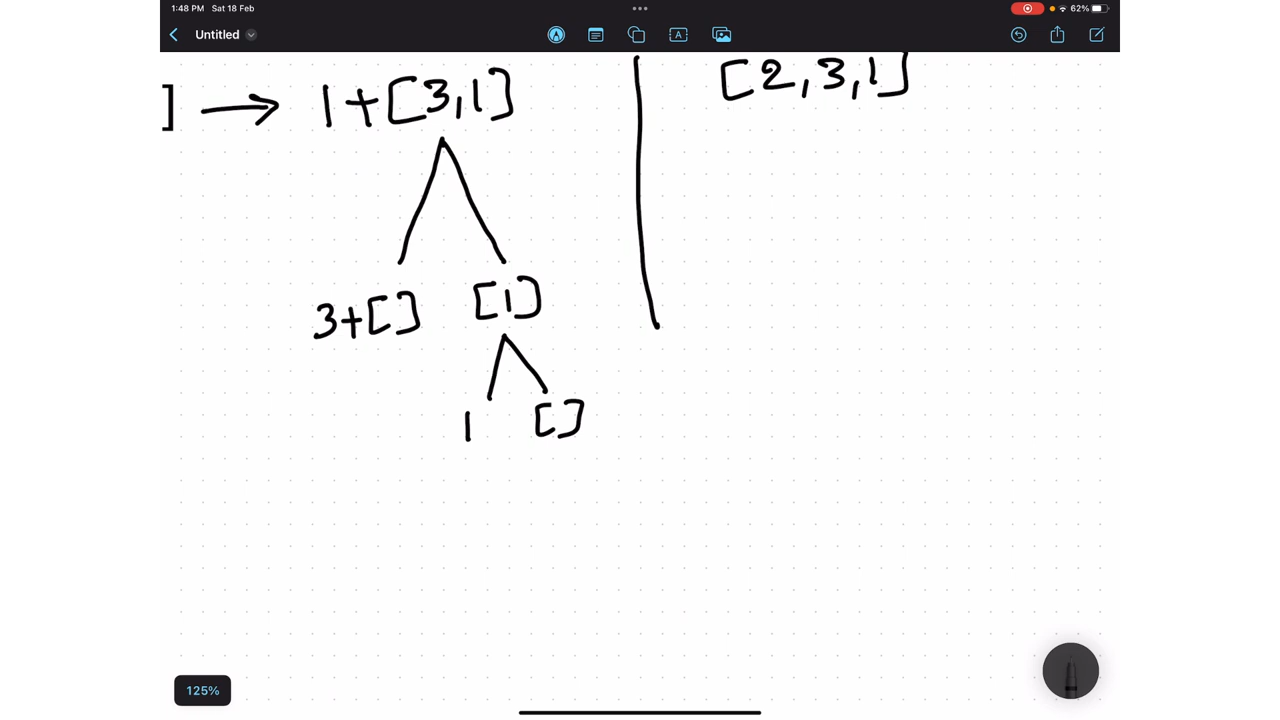 1:48 PM Sat 18 Feb
62%
Untitled
A
] → 1+[3,1]
[2,3,1]
3+[] [1]
1 []
125%